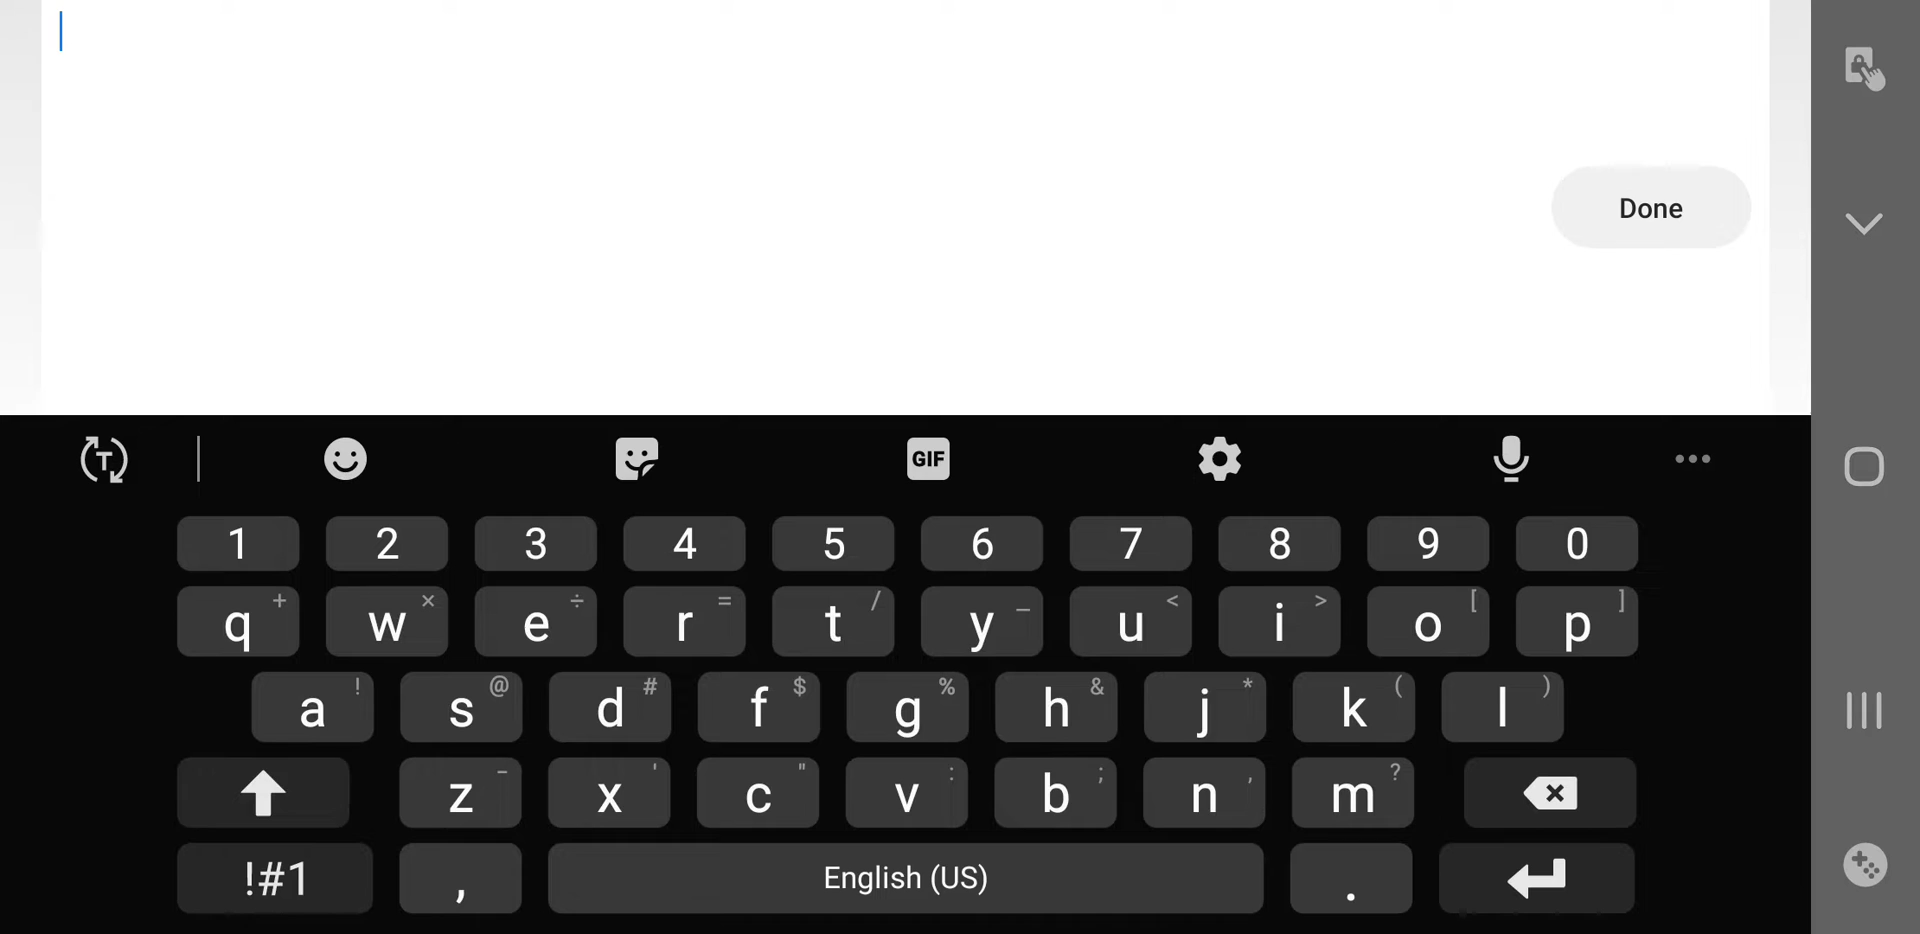 Done
T GIF
1 2 3 4 5 6 7 8 9 0
q + w × e ÷ r = t / y _ u < i > o [ p ]
a ! s @ d # f $ g % h & j * k ( l )
z - x ' c " v : b ; n , m ?
!#1 , English (US) .